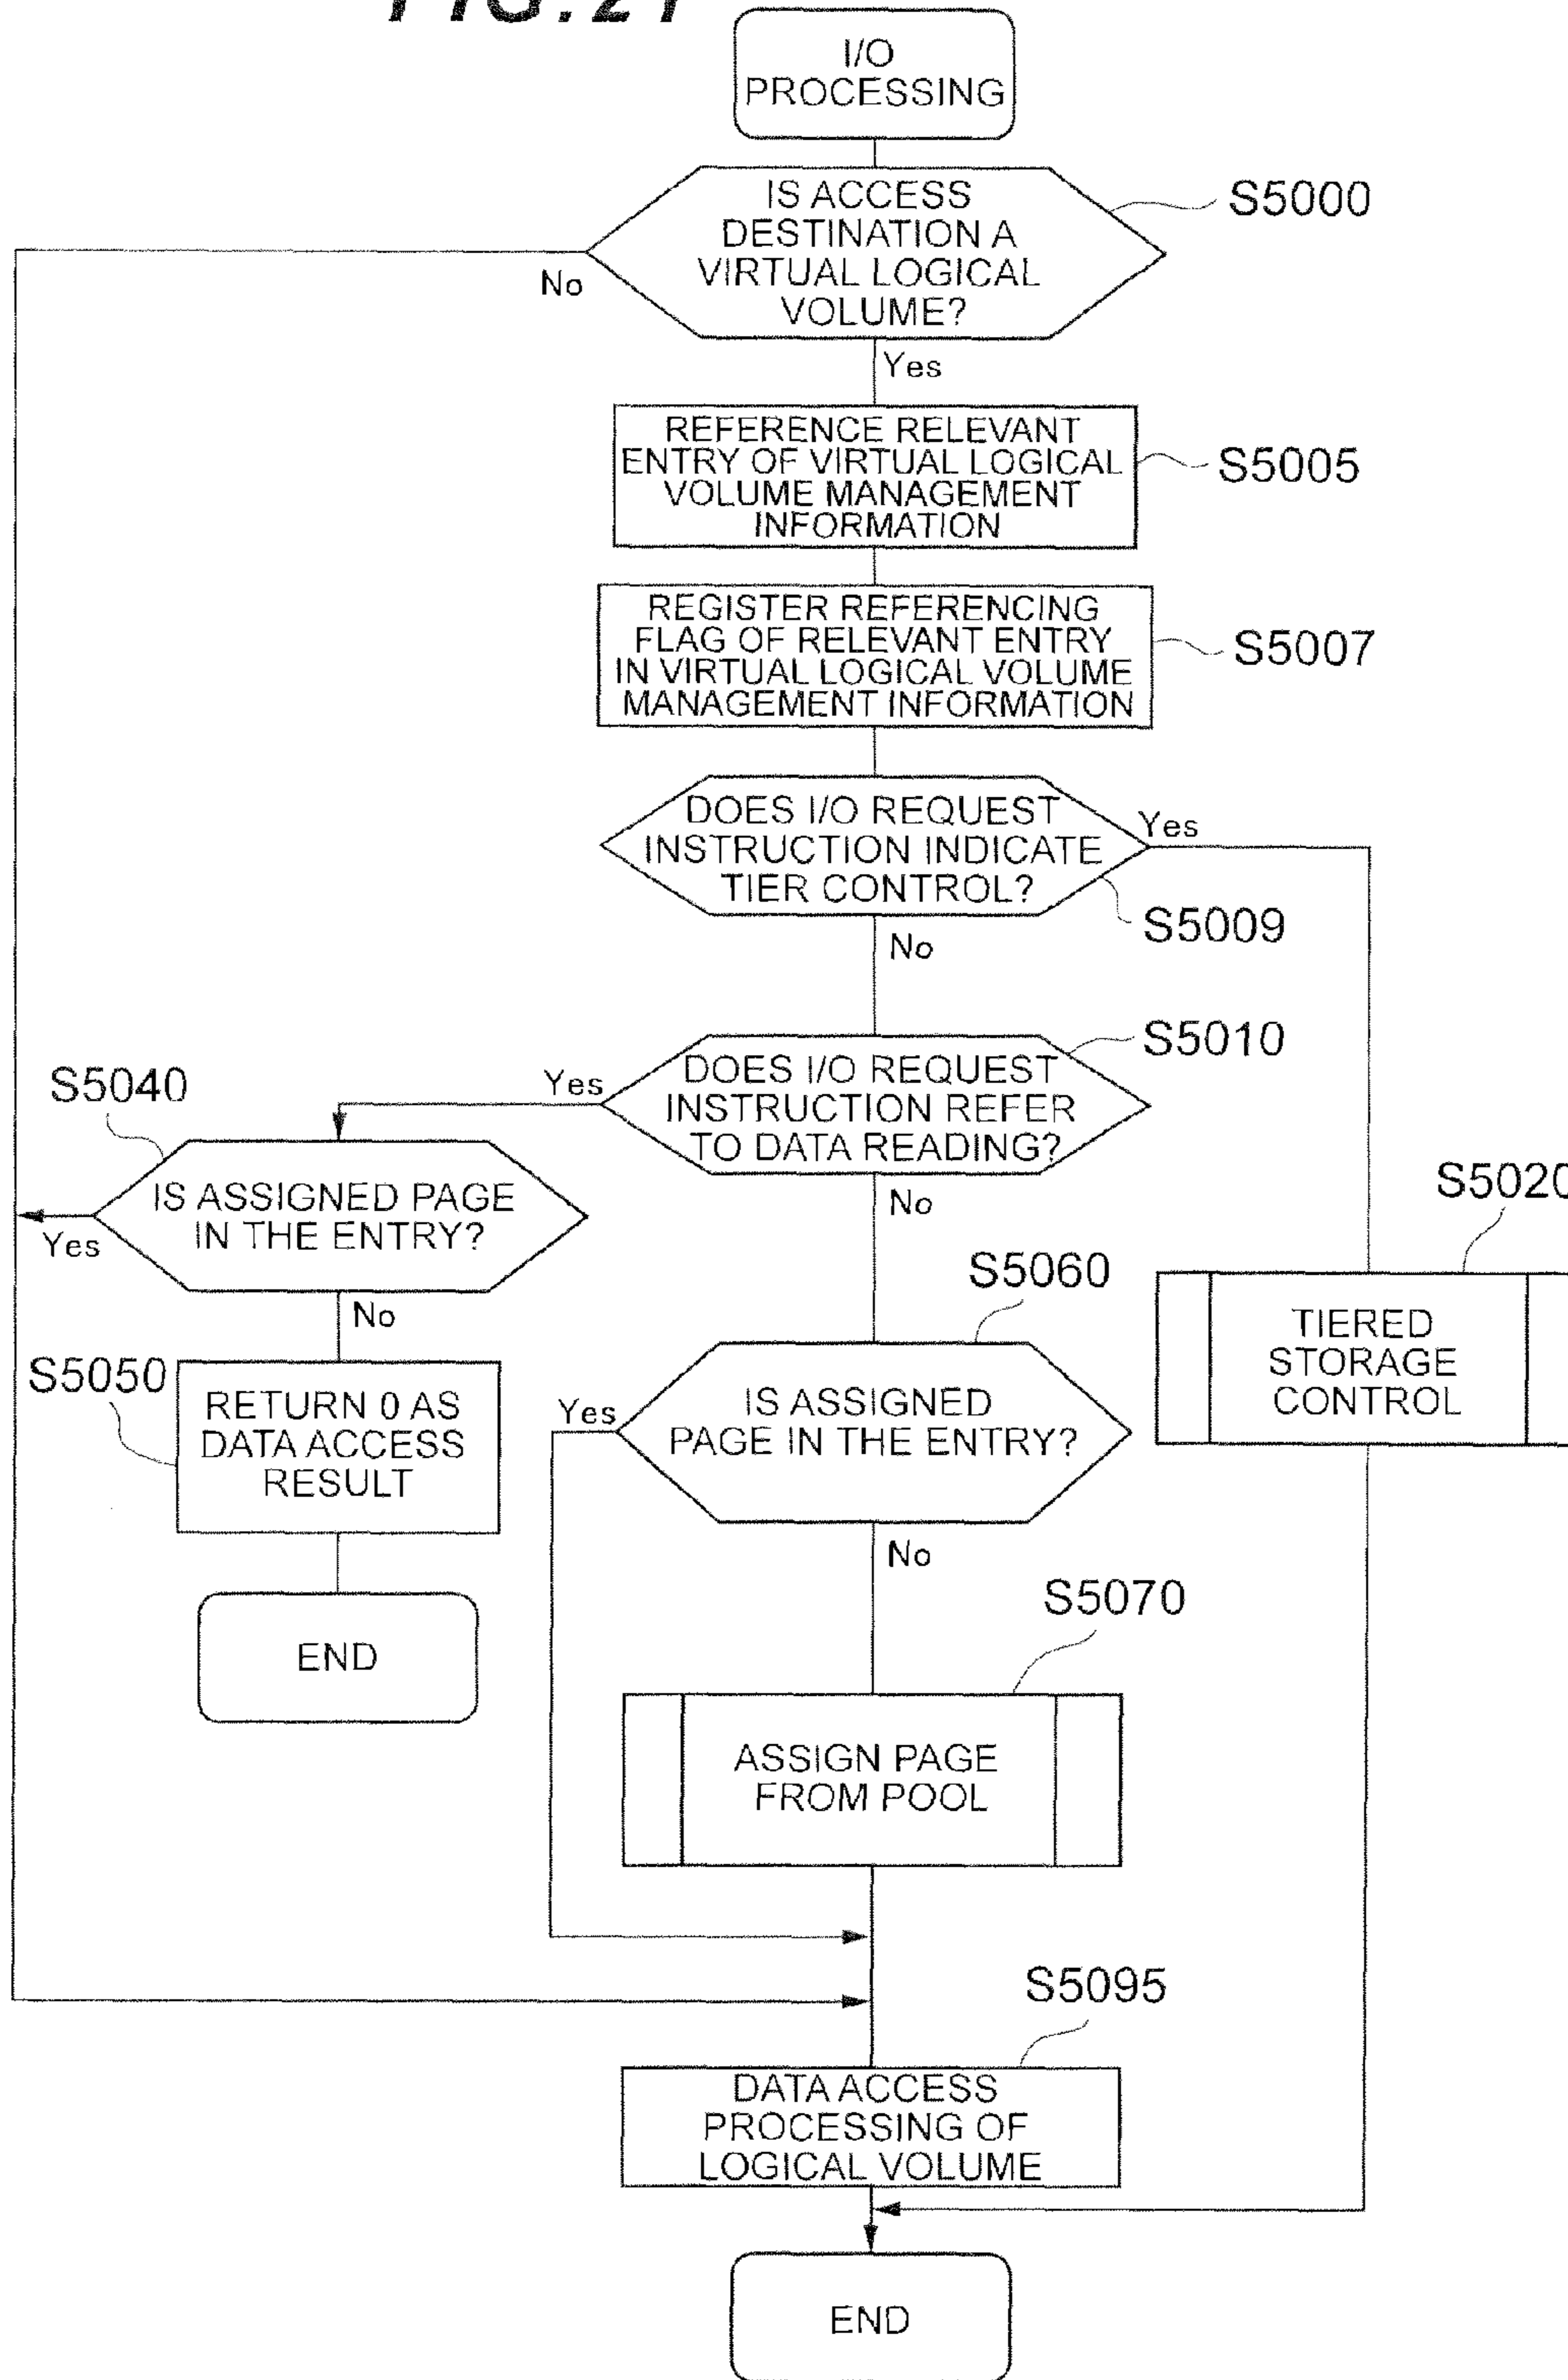 FIG. 21
I/O
PROCESSING
IS ACCESS
DESTINATION A
VIRTUAL LOGICAL
VOLUME?
S5000
No
Yes
REFERENCE RELEVANT
ENTRY OF VIRTUAL LOGICAL
VOLUME MANAGEMENT
INFORMATION
S5005
REGISTER REFERENCING
FLAG OF RELEVANT ENTRY
IN VIRTUAL LOGICAL VOLUME
MANAGEMENT INFORMATION
S5007
DOES I/O REQUEST
INSTRUCTION INDICATE
TIER CONTROL?
Yes
S5009
No
S5010
DOES I/O REQUEST
INSTRUCTION REFER
TO DATA READING?
Yes
No
S5040
IS ASSIGNED PAGE
IN THE ENTRY?
Yes
No
S5020
TIERED
STORAGE
CONTROL
S5060
IS ASSIGNED
PAGE IN THE ENTRY?
Yes
No
S5050
RETURN 0 AS
DATA ACCESS
RESULT
END
S5070
ASSIGN PAGE
FROM POOL
S5095
DATA ACCESS
PROCESSING OF
LOGICAL VOLUME
END